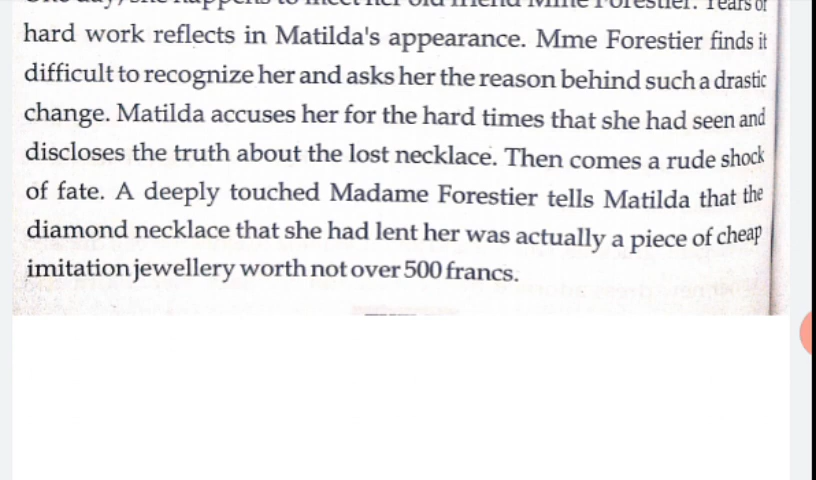 hard work reflects in Matilda's appearance. Mme Forestier finds it
difficult to recognize her and asks her the reason behind such a drastic
change. Matilda accuses her for the hard times that she had seen and
discloses the truth about the lost necklace. Then comes a rude shock
of fate. A deeply touched Madame Forestier tells Matilda that the
diamond necklace that she had lent her was actually a piece of cheap
imitation jewellery worth not over 500 francs.